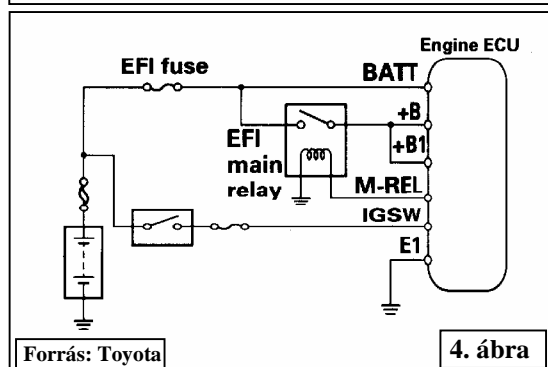 Engine ECU
EFI fuse
BATT
+B
+B1
EFI
main
relay
M-REL
IGSW
E1
Forrás: Toyota
4. ábra